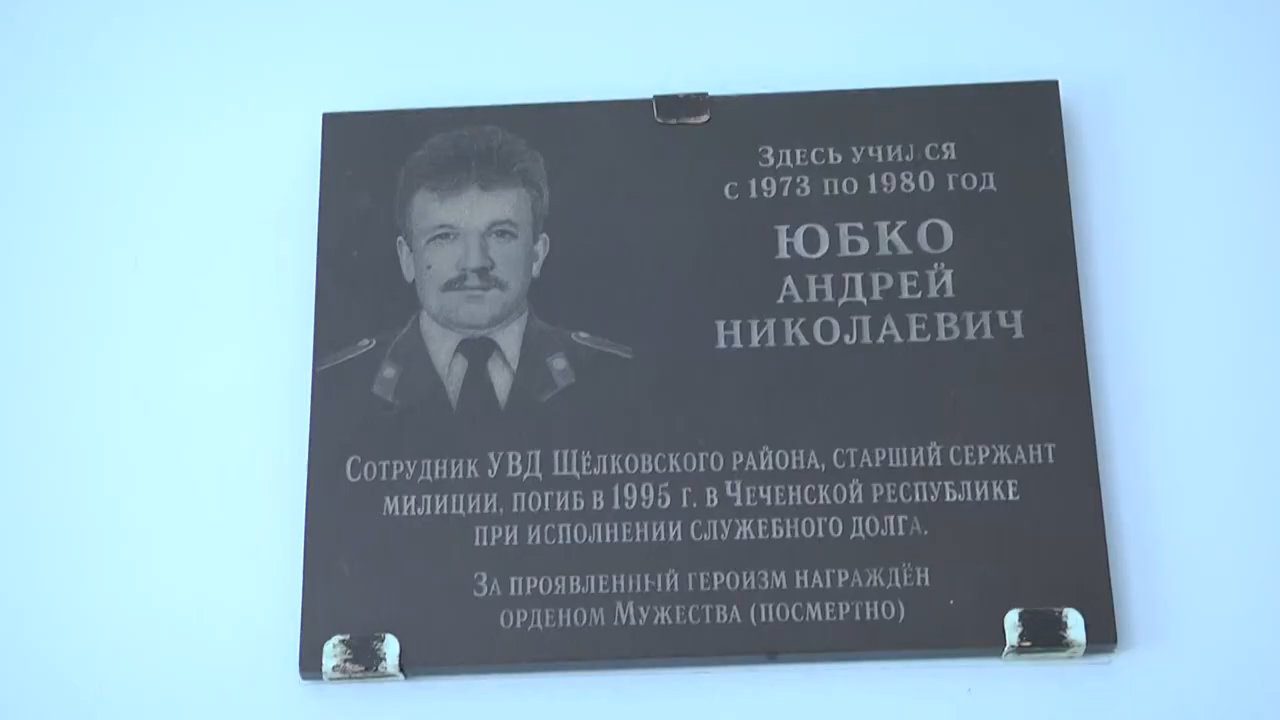 Здесь учился
с 1973 по 1980 год
ЮБКО
АНДРЕЙ
НИКОЛАЕВИЧ
Сотрудник УВД Щёлковского района, старший сержант
милиции, погиб в 1995 г. в Чеченской республике
при исполнении служебного долга.
За проявленный героизм награждён
орденом Мужества (посмертно)